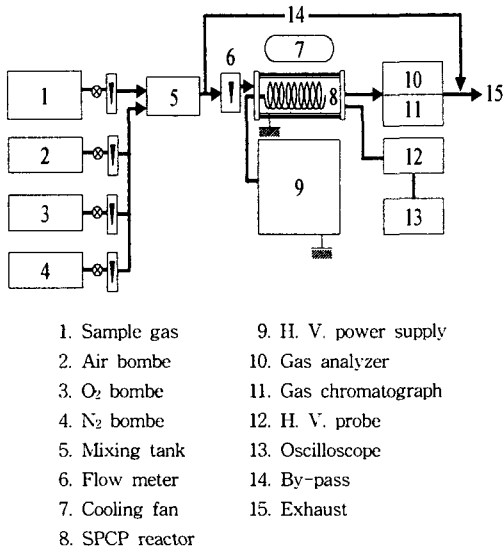 14
6
7
1
5
8
10
11
15
2
12
9
3
13
4
1. Sample gas
2. Air bombe
3. O₂ bombe
4. N₂ bombe
5. Mixing tank
6. Flow meter
7. Cooling fan
8. SPCP reactor
9. H. V. power supply
10. Gas analyzer
11. Gas chromatograph
12. H. V. probe
13. Oscilloscope
14. By-pass
15. Exhaust